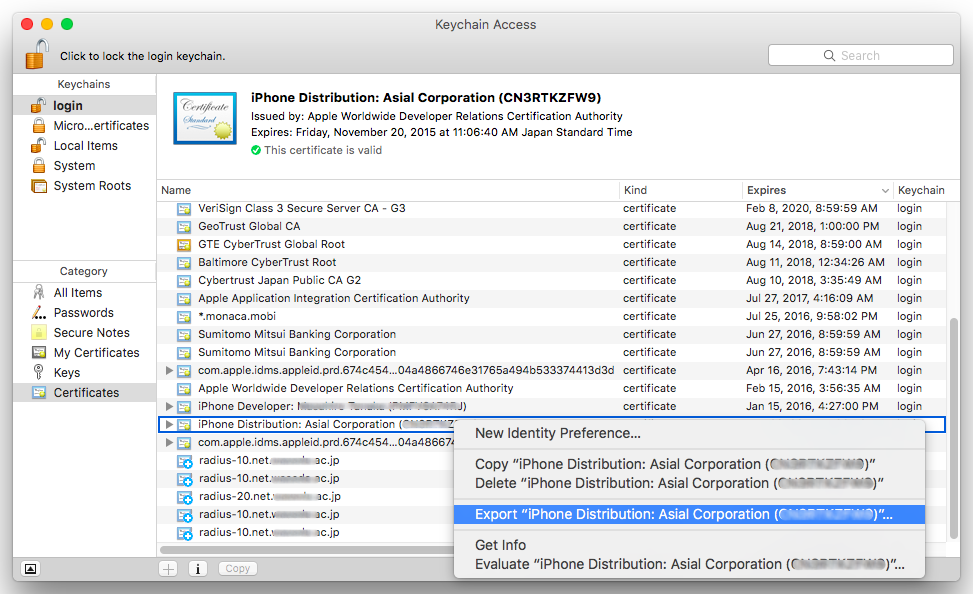 Keychain Access
Click to lock the login keychain.
Search
Keychains
login
Micro...ertificates
Local Items
System
System Roots
Category
All Items
Passwords
Secure Notes
My Certificates
Keys
Certificates
Certificate
Standard
iPhone Distribution: Asial Corporation (CN3RTKZFW9)
Issued by: Apple Worldwide Developer Relations Certification Authority
Expires: Friday, November 20, 2015 at 11:06:40 AM Japan Standard Time
This certificate is valid
Name Kind Expires Keychain
VeriSign Class 3 Secure Server CA - G3 certificate Feb 8, 2020, 8:59:59 AM login
GeoTrust Global CA certificate Aug 21, 2018, 1:00:00 PM login
GTE CyberTrust Global Root certificate Aug 14, 2018, 8:59:00 AM login
Baltimore CyberTrust Root certificate Aug 11, 2018, 12:34:26 AM login
Cybertrust Japan Public CA G2 certificate Aug 10, 2018, 3:35:49 AM login
Apple Application Integration Certification Authority certificate Jul 27, 2017, 4:16:09 AM login
*.monaca.mobi certificate Jul 25, 2016, 9:58:02 PM login
Sumitomo Mitsui Banking Corporation certificate Jun 27, 2016, 8:59:59 AM login
Sumitomo Mitsui Banking Corporation certificate Jun 27, 2016, 8:59:59 AM login
com.apple.idms.appleid.prd.674c454...04a4866746e31765a494b533374413d3d certificate Apr 16, 2016, 7:43:14 PM login
Apple Worldwide Developer Relations Certification Authority certificate Feb 15, 2016, 3:56:35 AM login
iPhone Developer: certificate Jan 15, 2016, 4:27:00 PM login
iPhone Distribution: Asial Corporation (
com.apple.idms.appleid.prd.674c454...04a4866746
radius-10.net. .ac.jp
radius-10.net. .ac.jp
radius-20.net. .ac.jp
radius-10.net. .ac.jp
radius-10.net. .ac.jp
New Identity Preference...
Copy “iPhone Distribution: Asial Corporation ( )”
Delete “iPhone Distribution: Asial Corporation ( )”
Export “iPhone Distribution: Asial Corporation ( )”...
Get Info
Evaluate “iPhone Distribution: Asial Corporation ( )”...
+ i Copy